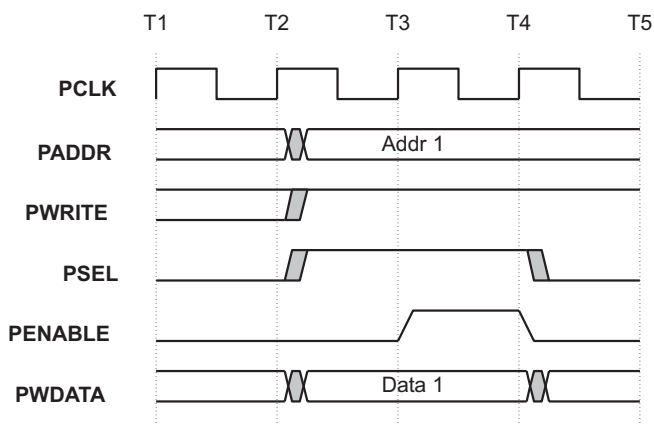 T1 T2 T3 T4 T5
PCLK
PADDR Addr 1
PWRITE
PSEL
PENABLE
PWDATA Data 1